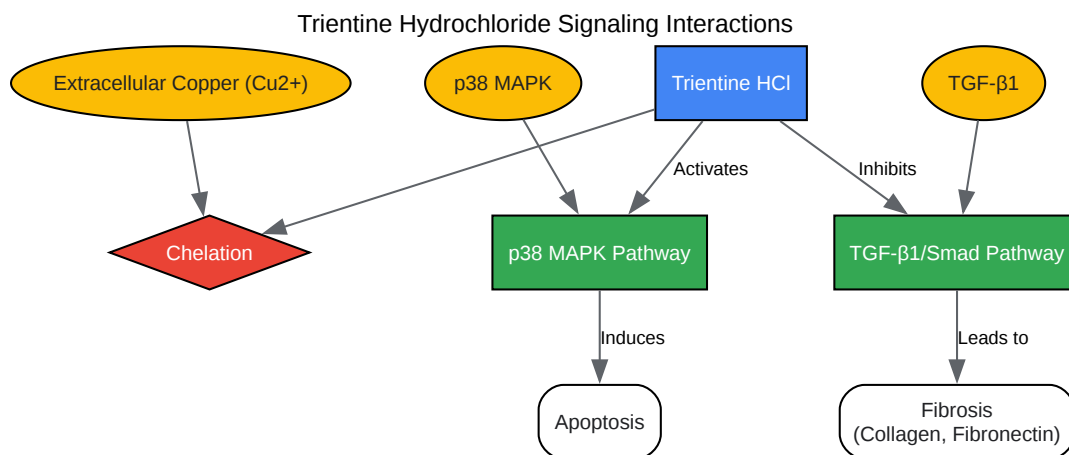 Trientine Hydrochloride Signaling Interactions
Extracellular Copper (Cu2+)
p38 MAPK
Trientine HCl
TGF-β1
Activates
Inhibits
Chelation
p38 MAPK Pathway
TGF-β1/Smad Pathway
Induces
Leads to
Apoptosis
Fibrosis
(Collagen, Fibronectin)